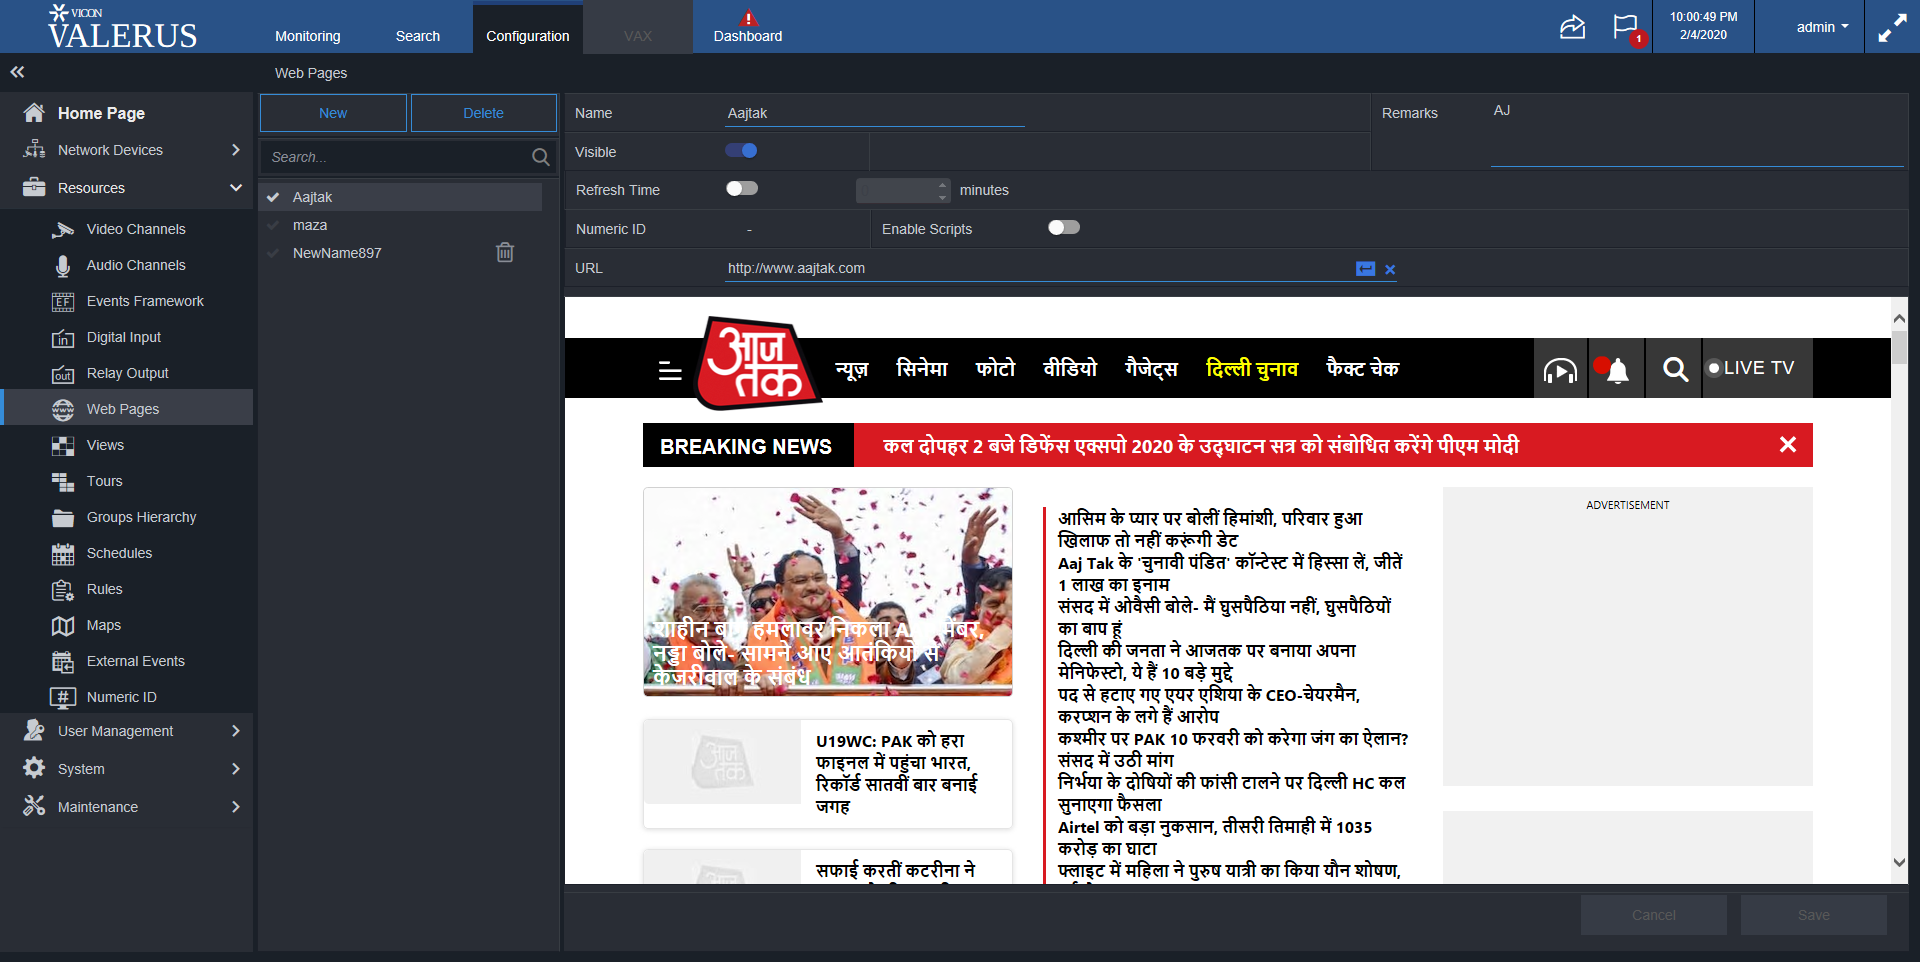 VICON
VALERUS
Monitoring
Search
Configuration
VAX
Dashboard
1
10:00:49 PM
2/4/2020
admin
Web Pages
Home Page
Network Devices
Resources
Video Channels
Audio Channels
EF Events Framework
in Digital Input
out Relay Output
www Web Pages
Views
Tours
Groups Hierarchy
Schedules
Rules
Maps
External Events
# Numeric ID
User Management
System
Maintenance
New
Delete
Search...
Aajtak
maza
NewName897
Name
Aajtak
Remarks
AJ
Visible
Refresh Time
minutes
Numeric ID
-
Enable Scripts
URL
http://www.aajtak.com
आज
तक
न्यूज़
सिनेमा
फोटो
वीडियो
गैजेट्स
दिल्ली चुनाव
फैक्ट चेक
LIVE TV
BREAKING NEWS
कल दोपहर 2 बजे डिफेंस एक्सपो 2020 के उद्घाटन सत्र को संबोधित करेंगे पीएम मोदी
शाहीन बाग हमलावर निकला
नड्डा बोले- सामने आए आतंकियों से
केजरीवाल के संबंध
आज
तक
U19WC: PAK को हरा
फाइनल में पहुंचा भारत,
रिकॉर्ड सातवीं बार बनाई
जगह
सफाई करतीं कटरीना ने
आसिम के प्यार पर बोलीं हिमांशी, परिवार हुआ
खिलाफ तो नहीं करूंगी डेट
Aaj Tak के 'चुनावी पंडित' कॉन्टेस्ट में हिस्सा लें, जीतें
1 लाख का इनाम
संसद में ओवैसी बोले- मैं घुसपैठिया नहीं, घुसपैठियों
का बाप हूं
दिल्ली की जनता ने आजतक पर बनाया अपना
मेनिफेस्टो, ये हैं 10 बड़े मुद्दे
पद से हटाए गए एयर एशिया के CEO-चेयरमैन,
करप्शन के लगे हैं आरोप
कश्मीर पर PAK 10 फरवरी को करेगा जंग का ऐलान?
संसद में उठी मांग
निर्भया के दोषियों की फांसी टालने पर दिल्ली HC कल
सुनाएगा फैसला
Airtel को बड़ा नुकसान, तीसरी तिमाही में 1035
करोड़ का घाटा
फ्लाइट में महिला ने पुरुष यात्री का किया यौन शोषण,
ADVERTISEMENT
Cancel
Save